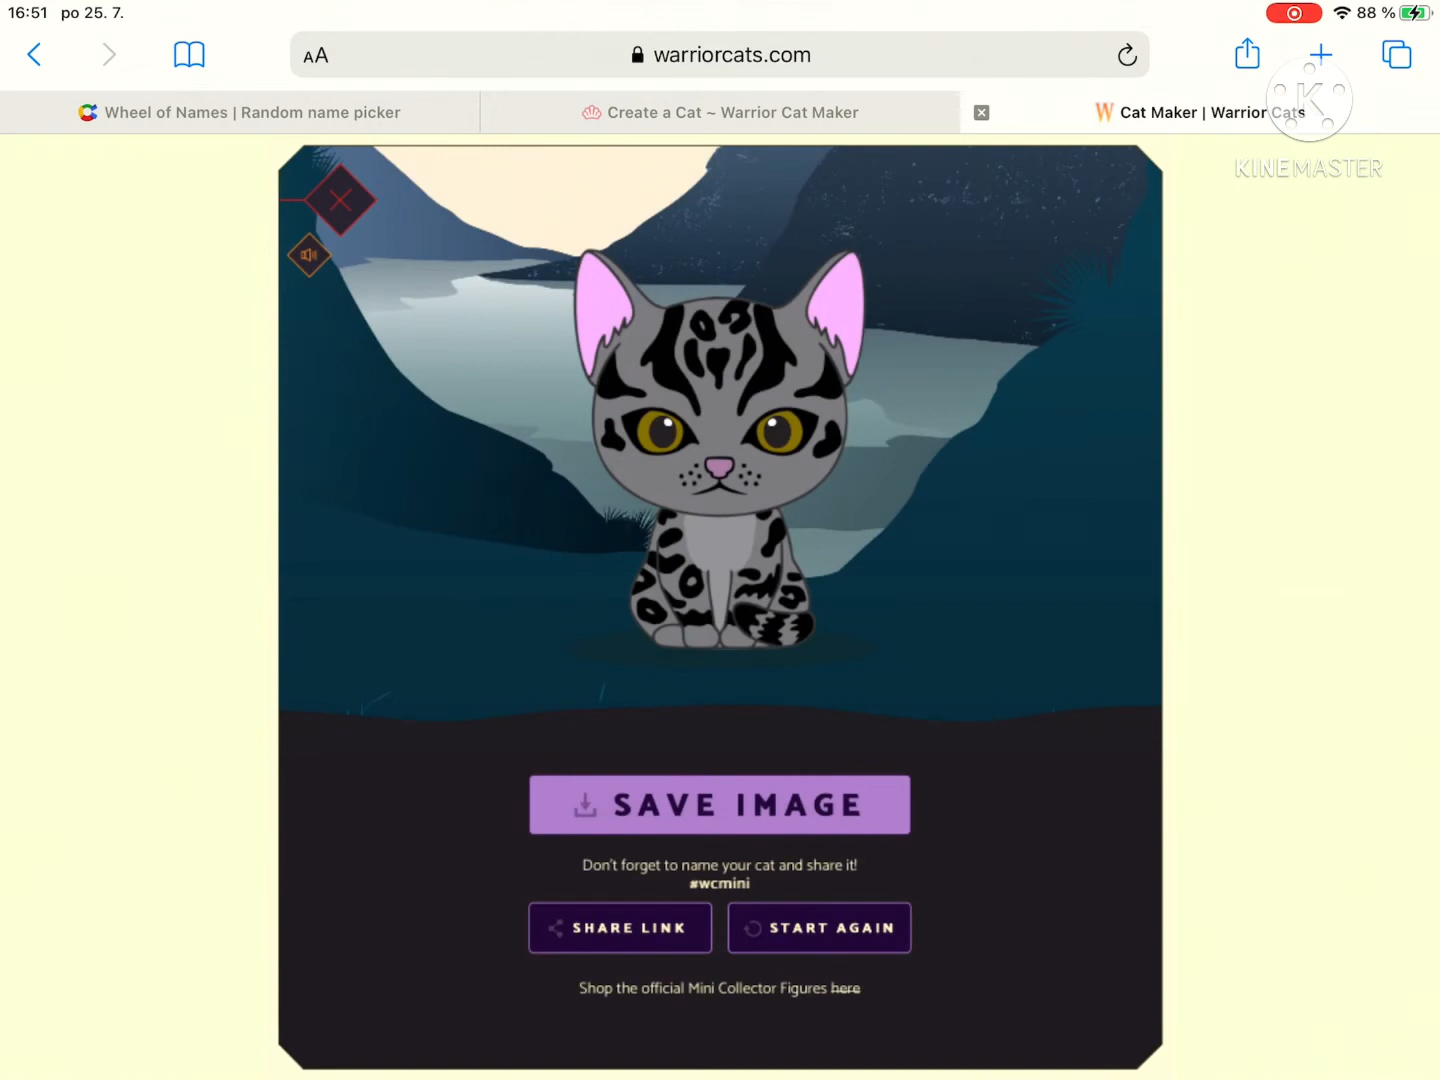 16:51 po 25. 7.
88 %
AA
warriorcats.com
Wheel of Names | Random name picker
Create a Cat ~ Warrior Cat Maker
Cat Maker | Warrior Cats
K
KINEMASTER
SAVE IMAGE
Don't forget to name your cat and share it!
#wcmini
SHARE LINK
START AGAIN
Shop the official Mini Collector Figures here